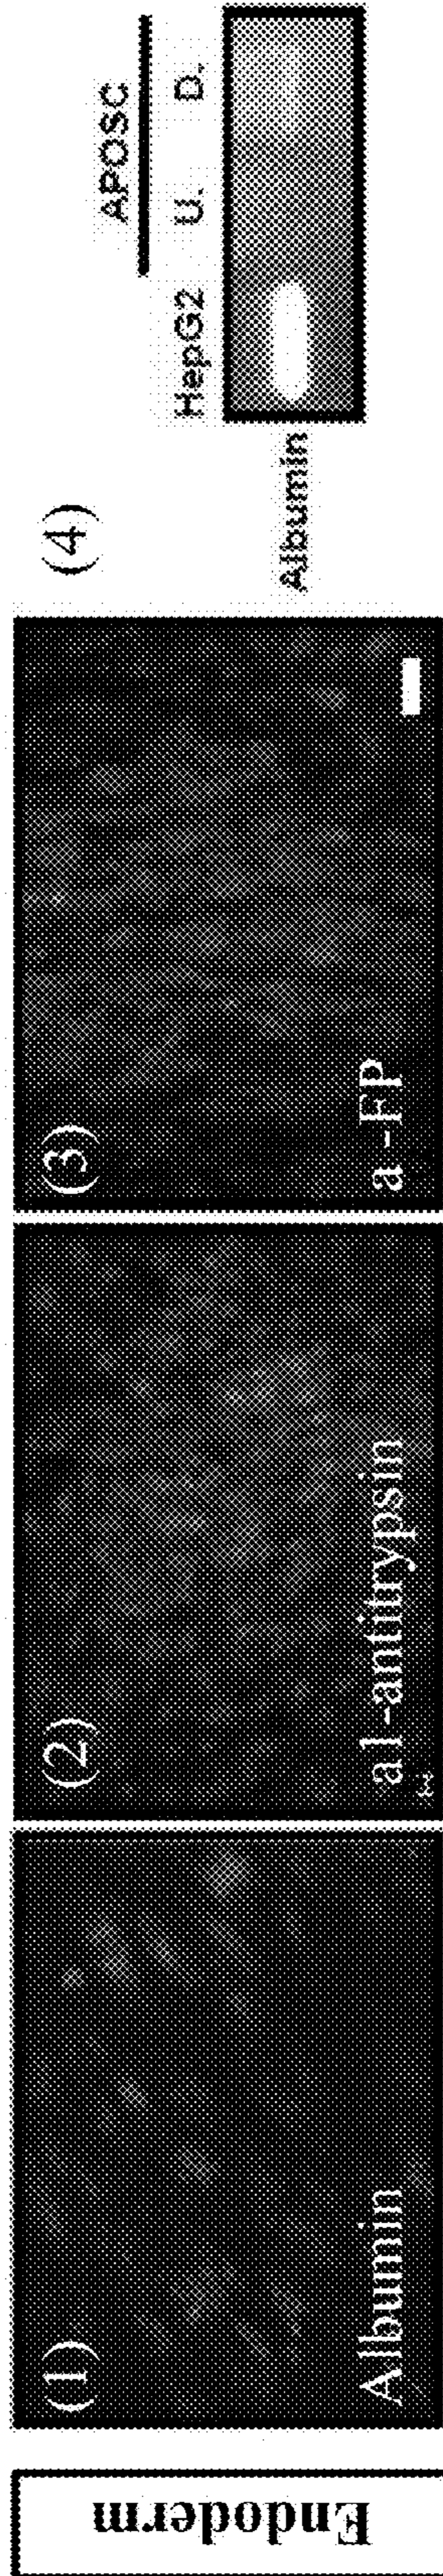 Endoderm
(1)
Albumin
(2)
a1-antitrypsin
(3)
a -FP
(4)
APOSC
HepG2 U. D.
Albumin